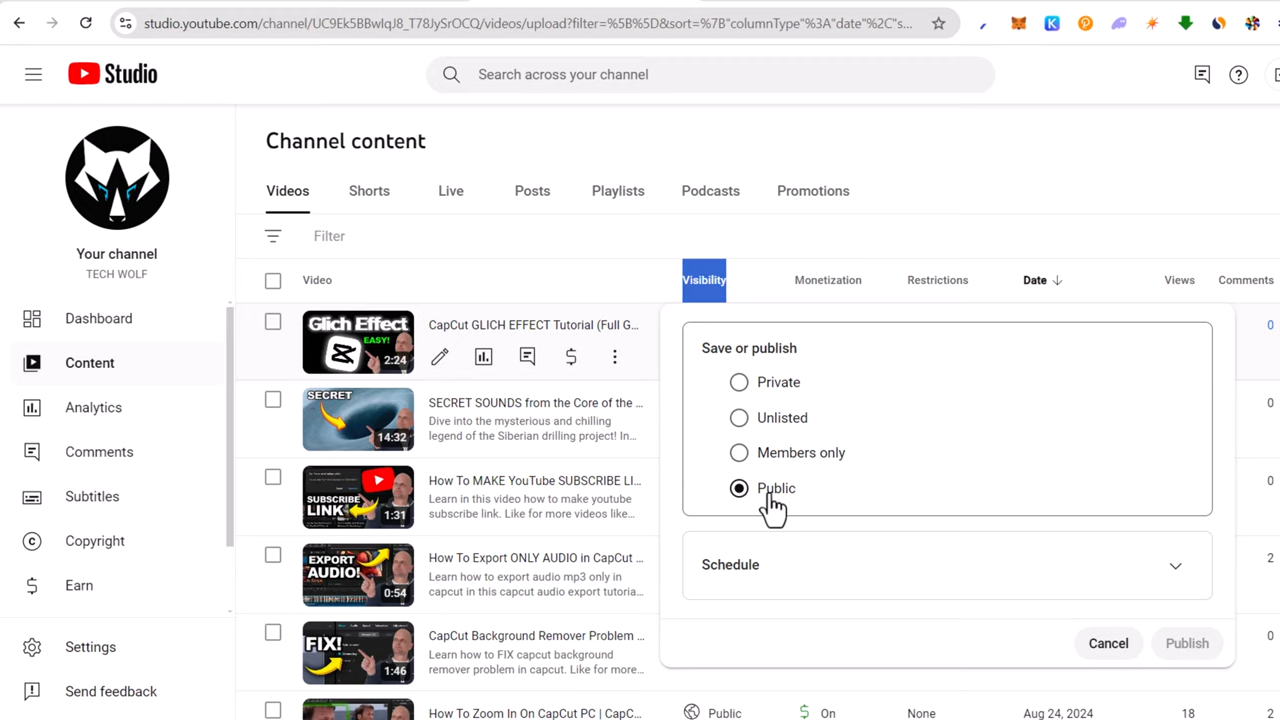 studio.youtube.com/channel/UC9Ek5BBwIqJ8_T78JySrOCQ/videos/upload?filter=%5B%5D&sort=%7B"columnType"%3A"date"%2C"s...
Studio
Search across your channel
Your channel
TECH WOLF
Dashboard
Content
Analytics
Comments
Subtitles
Copyright
Earn
Settings
Send feedback
Channel content
Videos Shorts Live Posts Playlists Podcasts Promotions
Filter
Video Visibility Monetization Restrictions Date Views Comments
Glich Effect
EASY!
2:24
CapCut GLICH EFFECT Tutorial (Full G...
0
SECRET
14:32
SECRET SOUNDS from the Core of the ...
Dive into the mysterious and chilling
legend of the Siberian drilling project! In...
0
SUBSCRIBE
LINK
1:31
How To MAKE YouTube SUBSCRIBE LI...
Learn in this video how to make youtube
subscribe link. Like for more videos like...
0
EXPORT
AUDIO!
0:54
How To Export ONLY AUDIO in CapCut ...
Learn how to export audio mp3 only in
capcut in this capcut audio export tutoria...
2
FIX!
1:46
CapCut Background Remover Problem ...
Learn how to FIX capcut background
remover problem in capcut. Like for more...
0
How To Zoom In On CapCut PC | CapC...
Public
On
None
Aug 24, 2024
18
2
Save or publish
Private
Unlisted
Members only
Public
Schedule
Cancel
Publish